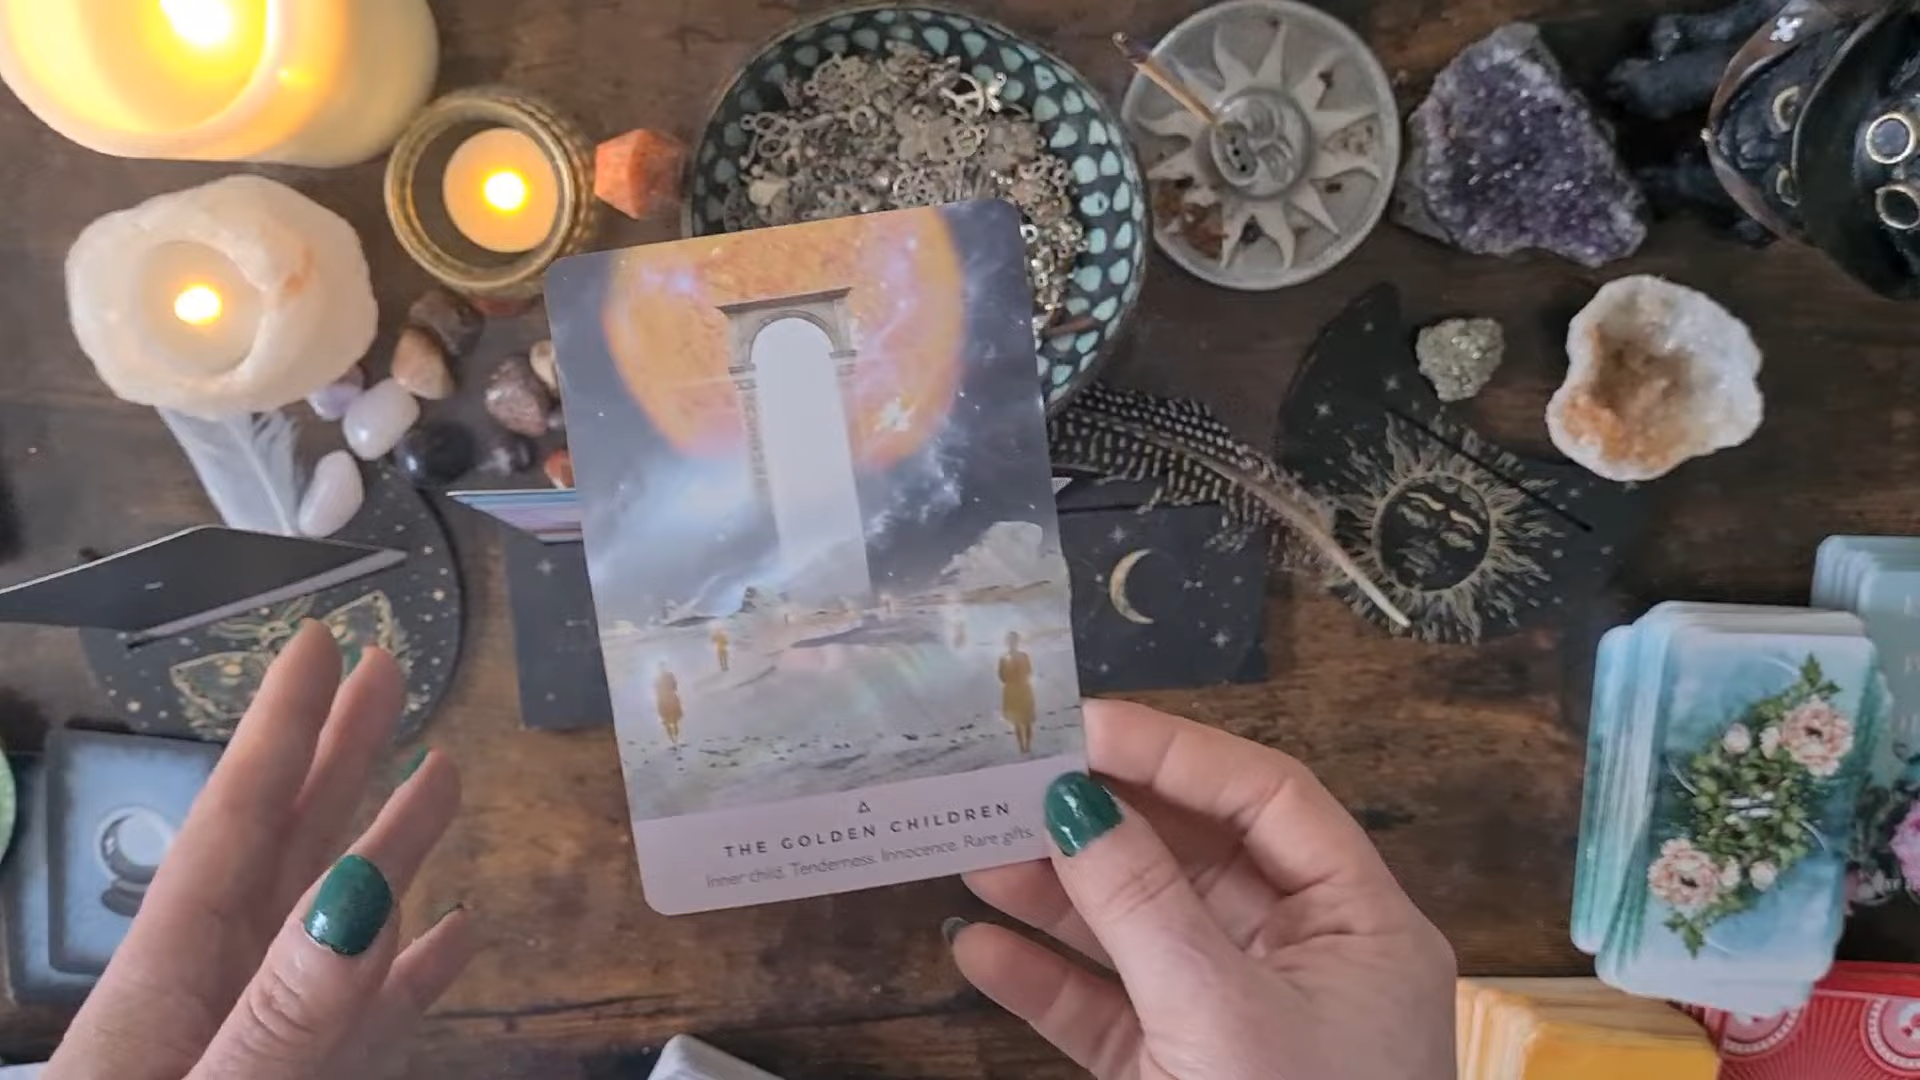 THE GOLDEN CHILDREN
Inner child. Tenderness. Innocence. Rare gifts.